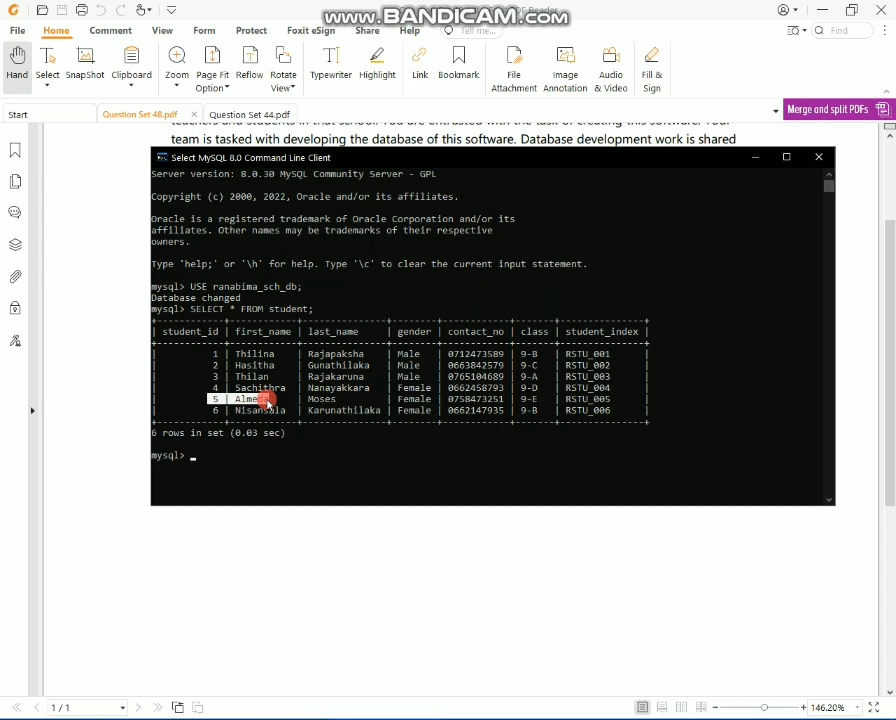 www.BANDICAM.com
File Home Comment View Form Protect Foxit eSign Share Help Tell me... Find
Hand Select SnapShot Clipboard Zoom Page Fit Option Reflow Rotate View Typewriter Highlight Link Bookmark File Attachment Image Annotation Audio & Video Fill & Sign
Start Question Set 48.pdf Question Set 44.pdf Merge and split PDFs
team is tasked with developing the database of this software. Database development work is shared
Select MySQL 8.0 Command Line Client
Server version: 8.0.30 MySQL Community Server - GPL
Copyright (c) 2000, 2022, Oracle and/or its affiliates.
Oracle is a registered trademark of Oracle Corporation and/or its
affiliates. Other names may be trademarks of their respective
owners.
Type 'help;' or '\h' for help. Type '\c' to clear the current input statement.
mysql> USE ranabima_sch_db;
Database changed
mysql> SELECT * FROM student;
+------------+------------+---------------+--------+------------+-------+---------------+
| student_id | first_name | last_name | gender | contact_no | class | student_index |
+------------+------------+---------------+--------+------------+-------+---------------+
| 1 | Thilina | Rajapaksha | Male | 0712473589 | 9-B | RSTU_001 |
| 2 | Hasitha | Gunathilaka | Male | 0663842579 | 9-C | RSTU_002 |
| 3 | Thilan | Rajakaruna | Male | 0765104689 | 9-A | RSTU_003 |
| 4 | Sachithra | Nanayakkara | Female | 0662458793 | 9-D | RSTU_004 |
| 5 | Almeda | Moses | Female | 0758473251 | 9-E | RSTU_005 |
| 6 | Nisansala | Karunathilaka | Female | 0662147935 | 9-B | RSTU_006 |
+------------+------------+---------------+--------+------------+-------+---------------+
6 rows in set (0.03 sec)
mysql> _
1 / 1 146.20%